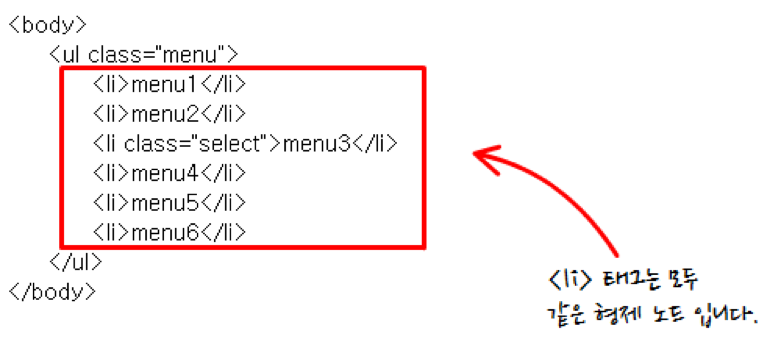 <body>
<ul class="menu">
<li>menu1</li>
<li>menu2</li>
<li class="select">menu3</li>
<li>menu4</li>
<li>menu5</li>
<li>menu6</li>
</ul>
</body>
<li> 태그는 모두
같은 형제 노드 입니다.